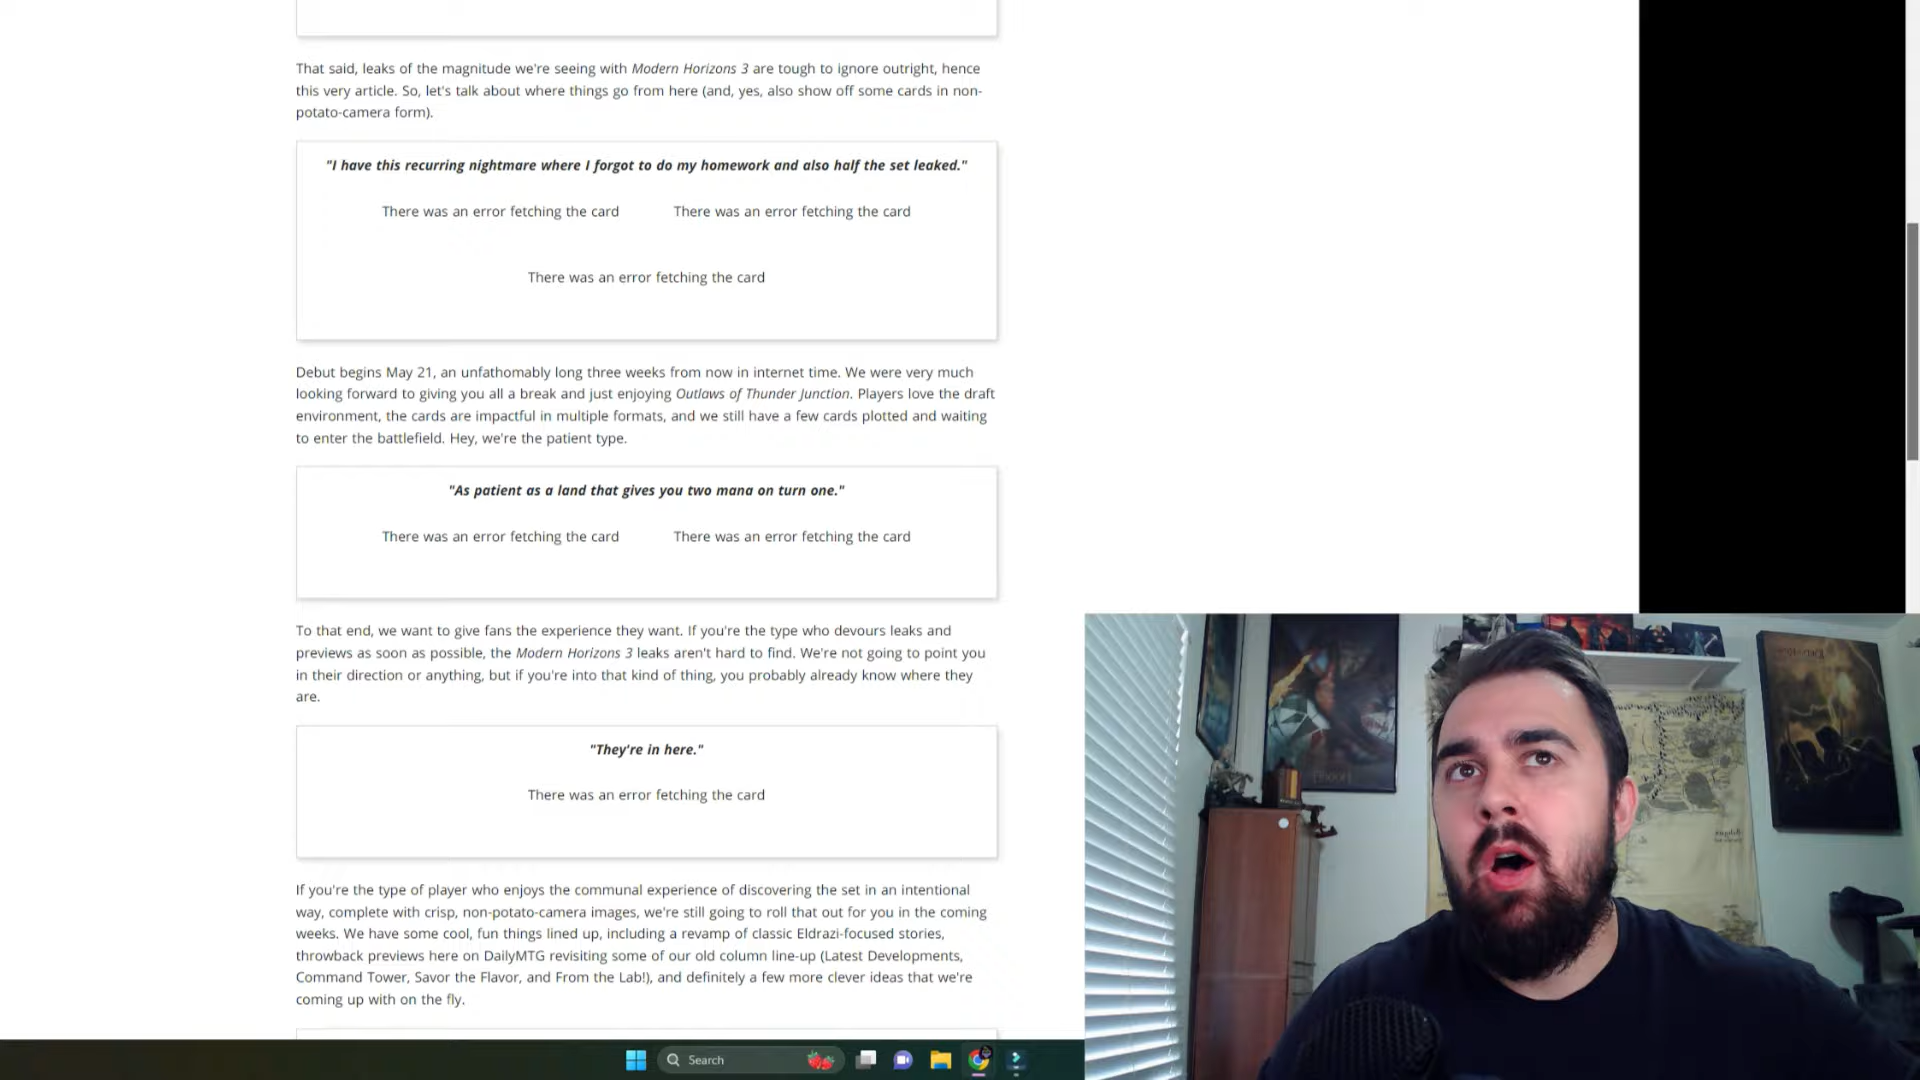 That said, leaks of the magnitude we're seeing with Modern Horizons 3 are tough to ignore outright, hence
this very article. So, let's talk about where things go from here (and, yes, also show off some cards in non-
potato-camera form).
"I have this recurring nightmare where I forgot to do my homework and also half the set leaked."
There was an error fetching the card
There was an error fetching the card
There was an error fetching the card
Debut begins May 21, an unfathomably long three weeks from now in internet time. We were very much
looking forward to giving you all a break and just enjoying Outlaws of Thunder Junction. Players love the draft
environment, the cards are impactful in multiple formats, and we still have a few cards plotted and waiting
to enter the battlefield. Hey, we're the patient type.
"As patient as a land that gives you two mana on turn one."
There was an error fetching the card
There was an error fetching the card
To that end, we want to give fans the experience they want. If you're the type who devours leaks and
previews as soon as possible, the Modern Horizons 3 leaks aren't hard to find. We're not going to point you
in their direction or anything, but if you're into that kind of thing, you probably already know where they
are.
"They're in here."
There was an error fetching the card
If you're the type of player who enjoys the communal experience of discovering the set in an intentional
way, complete with crisp, non-potato-camera images, we're still going to roll that out for you in the coming
weeks. We have some cool, fun things lined up, including a revamp of classic Eldrazi-focused stories,
throwback previews here on DailyMTG revisiting some of our old column line-up (Latest Developments,
Command Tower, Savor the Flavor, and From the Lab!), and definitely a few more clever ideas that we're
coming up with on the fly.
Search